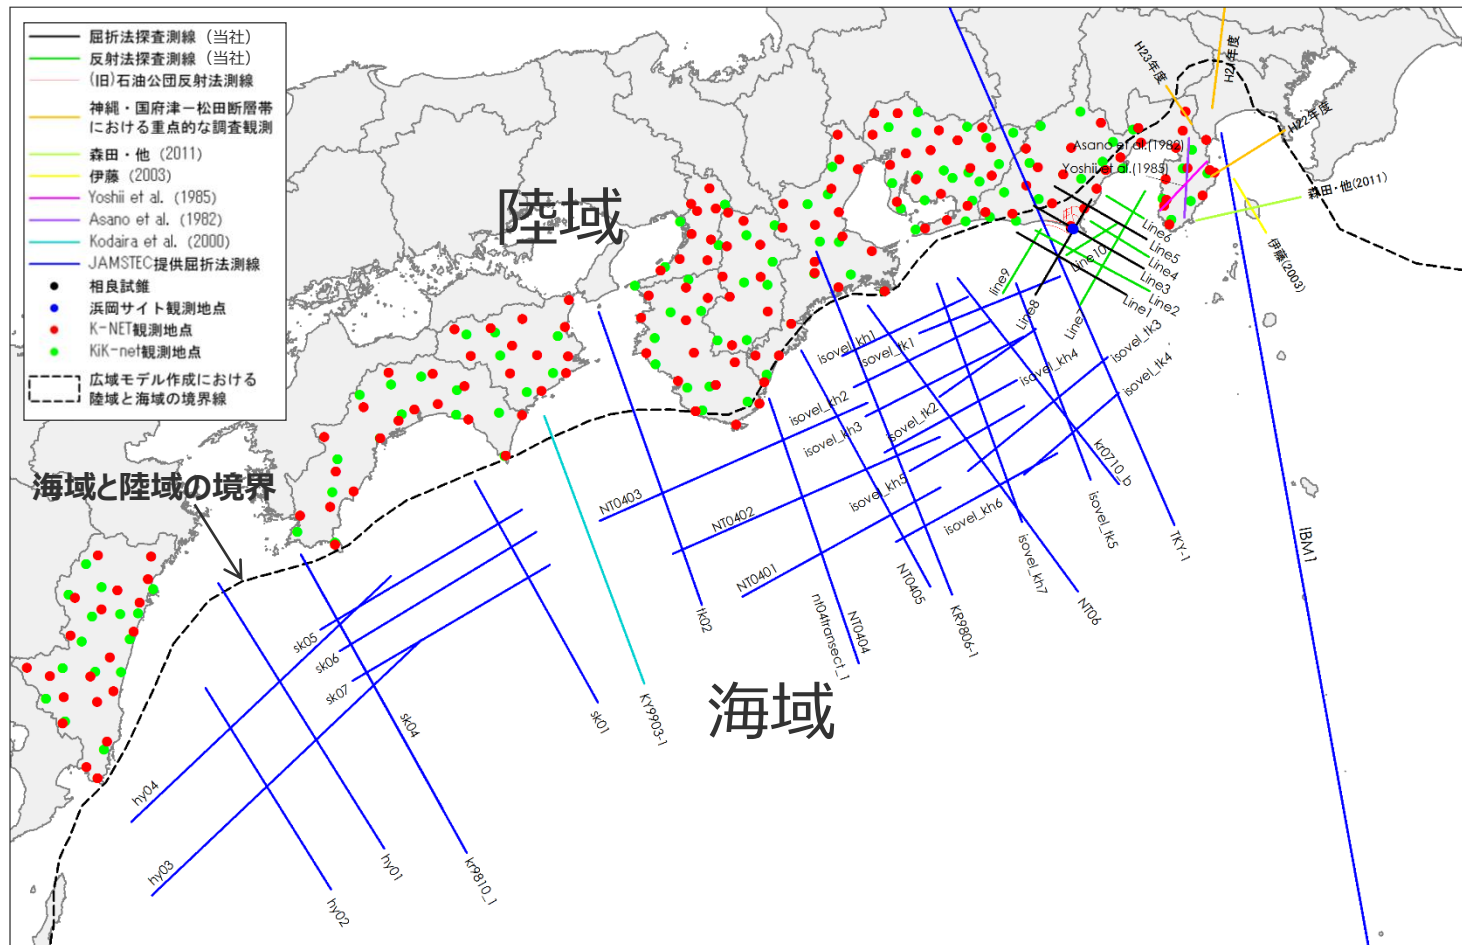 屈折法探査測線（当社）
反射法探査測線（当社）
(旧)石油公団反射法測線
神縄・国府津－松田断層帯
における重点的な調査観測
森田・他 (2011)
伊藤 (2003)
Yoshii et al. (1985)
Asano et al. (1982)
Kodaira et al. (2000)
JAMSTEC提供屈折法測線
相良試錐
浜岡サイト観測地点
K-NET観測地点
KiK-net観測地点
広域モデル作成における
陸域と海域の境界線
陸域
海域
海域と陸域の境界
H23年度
H21年度
H22年度
Asano et al.(1982)
Yoshii et al.(1985)
森田・他(2011)
伊藤(2003)
Line6
Line5
Line4
Line3
Line2
Line1
Line10
line9
Line8
Line7
isovel_kh1
isovel_tk1
isovel_kh2
isovel_kh3
isovel_tk2
isovel_kh4
isovel_tk3
isovel_tk4
isovel_kh5
isovel_kh6
isovel_kh7
isovel_tk5
kr0710_b
TKY-1
IBM1
NT0403
NT0402
NT0401
NT0405
NT0404
nt04transect_1
KR9806-1
NT06
tk02
KY9903-1
sk01
sk05
sk06
sk07
sk04
kr9810_1
hy04
hy03
hy01
hy02